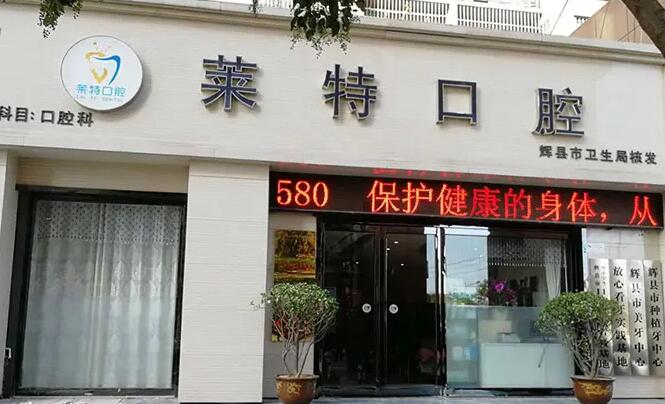 莱特口腔
莱特口腔
科目:口腔科
辉县市卫生局核发
580 保护健康的身体，从
放心看牙实践基地
辉县市美牙中心
辉县市种植牙中心